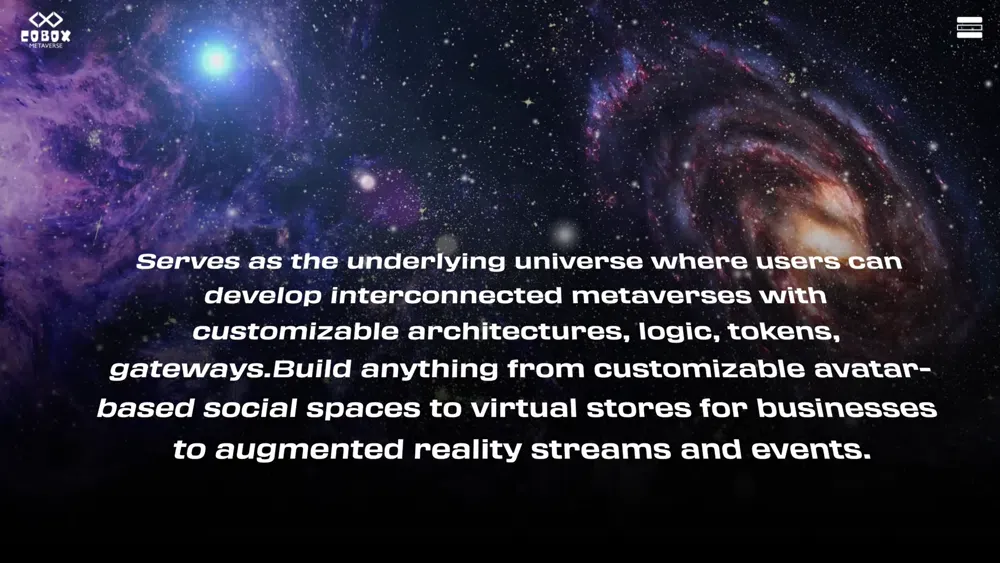 COBOX
METAVERSE
Serves as the underlying universe where users can
develop interconnected metaverses with
customizable architectures, logic, tokens,
gateways.Build anything from customizable avatar-
based social spaces to virtual stores for businesses
to augmented reality streams and events.